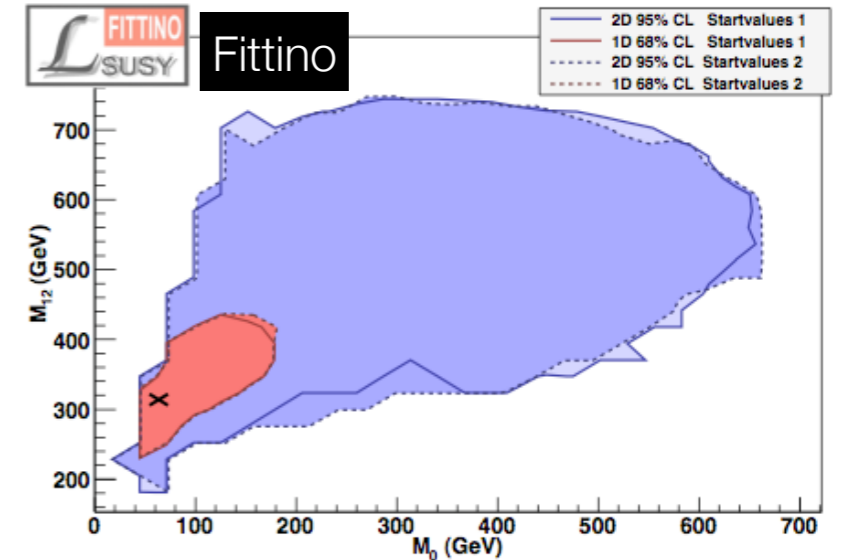 FITTINO
SUSY
Fittino
2D 95% CL Startvalues 1
1D 68% CL Startvalues 1
2D 95% CL Startvalues 2
1D 68% CL Startvalues 2
M₁₂ (GeV)
700
600
500
400
300
200
×
0 100 200 300 400 500 600 700
M₀ (GeV)